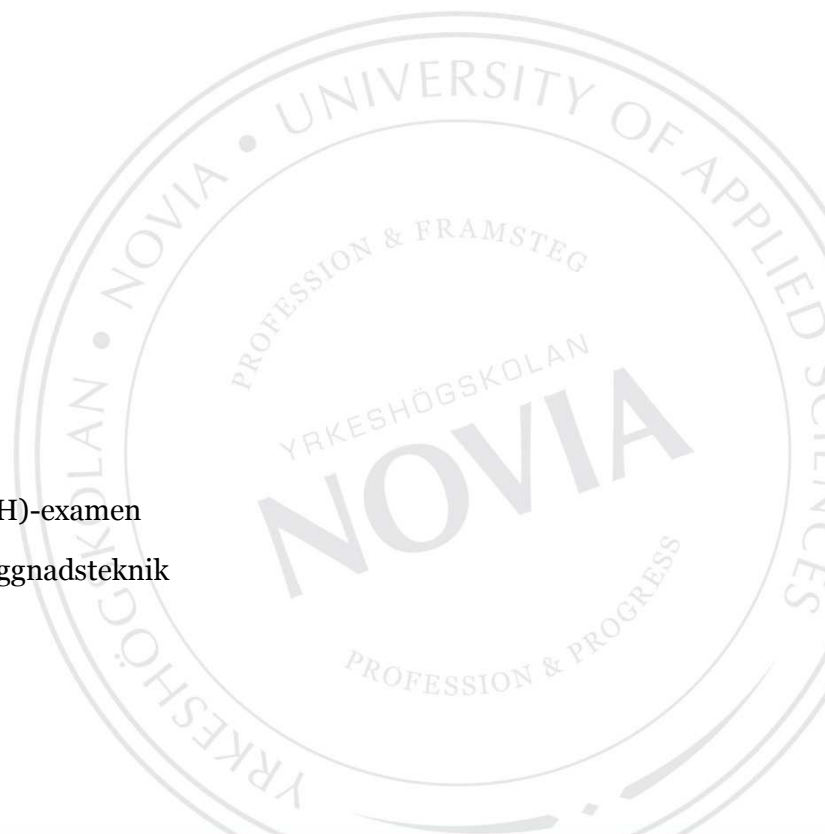 YRKESHÖGSKOLAN • NOVIA • UNIVERSITY OF APPLIED SCIENCES
PROFESSION & FRAMSTEG
YRKESHÖGSKOLAN
NOVIA
H)-examen
ggnadsteknik
PROFESSION & PROGRESS